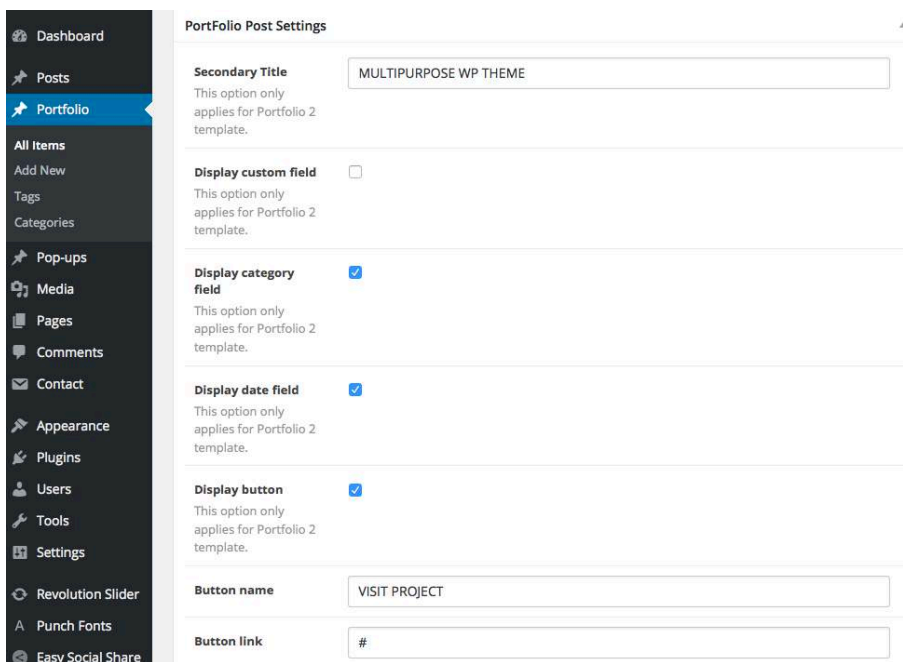 Dashboard
Posts
Portfolio
All Items
Add New
Tags
Categories
Pop-ups
Media
Pages
Comments
Contact
Appearance
Plugins
Users
Tools
Settings
Revolution Slider
A Punch Fonts
Easy Social Share
PortFolio Post Settings
Secondary Title
This option only
applies for Portfolio 2
template.
MULTIPURPOSE WP THEME
Display custom field
This option only
applies for Portfolio 2
template.
Display category
field
This option only
applies for Portfolio 2
template.
Display date field
This option only
applies for Portfolio 2
template.
Display button
This option only
applies for Portfolio 2
template.
Button name
VISIT PROJECT
Button link
#